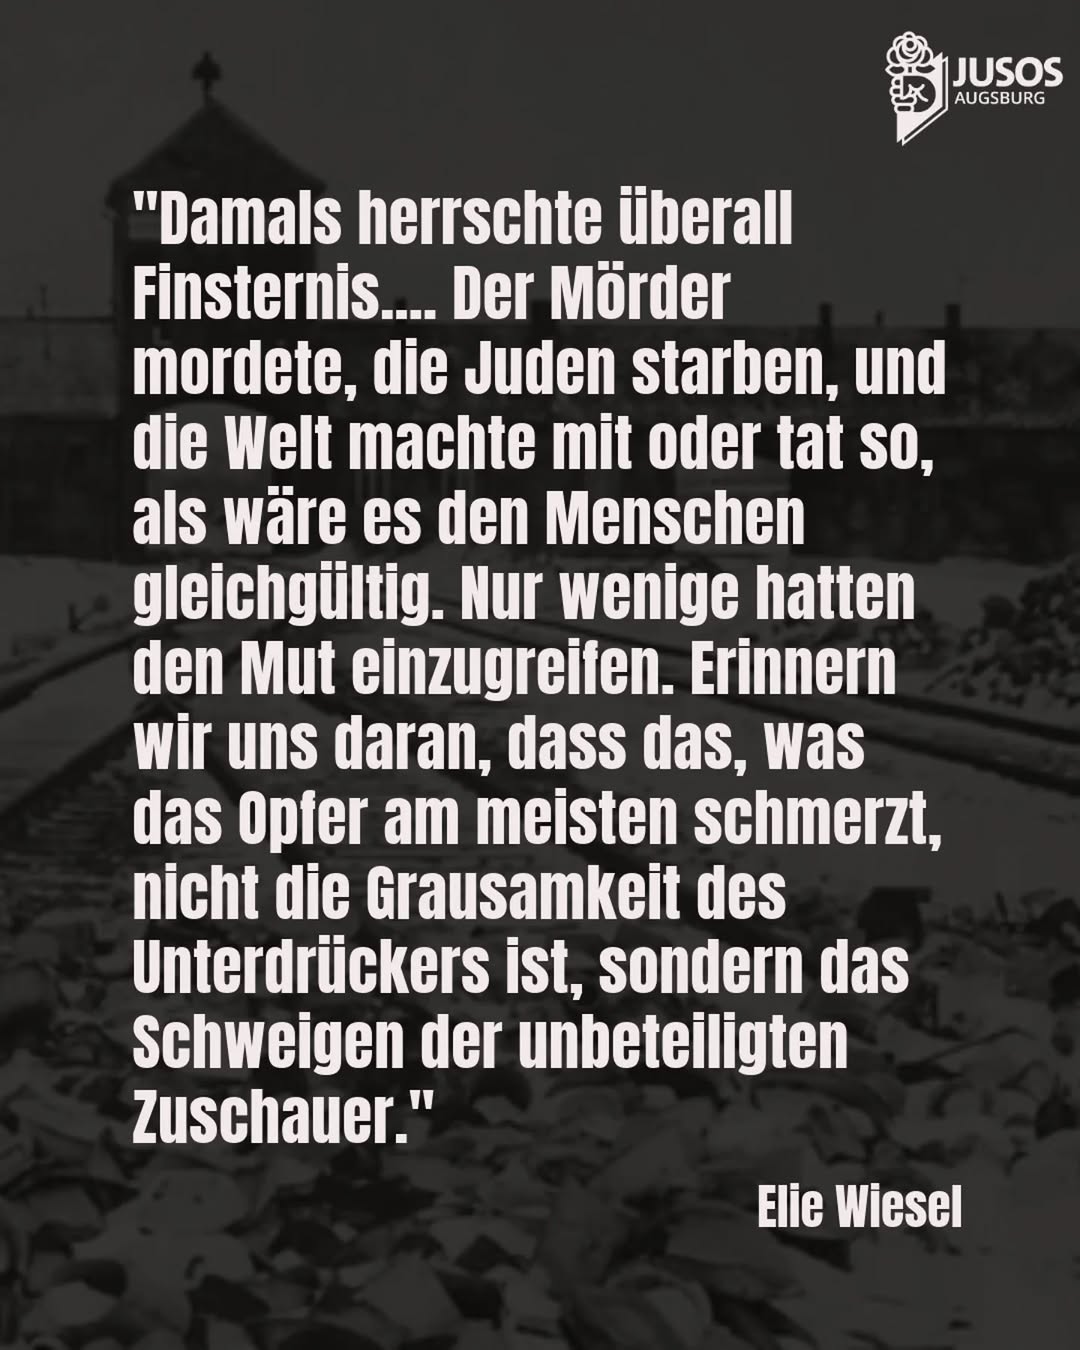 JUSOS
AUGSBURG
"Damals herrschte überall
Finsternis.... Der Mörder
mordete, die Juden starben, und
die Welt machte mit oder tat so,
als wäre es den Menschen
gleichgültig. Nur wenige hatten
den Mut einzugreifen. Erinnern
wir uns daran, dass das, was
das Opfer am meisten schmerzt,
nicht die Grausamkeit des
Unterdrückers ist, sondern das
Schweigen der unbeteiligten
Zuschauer."
Elie Wiesel